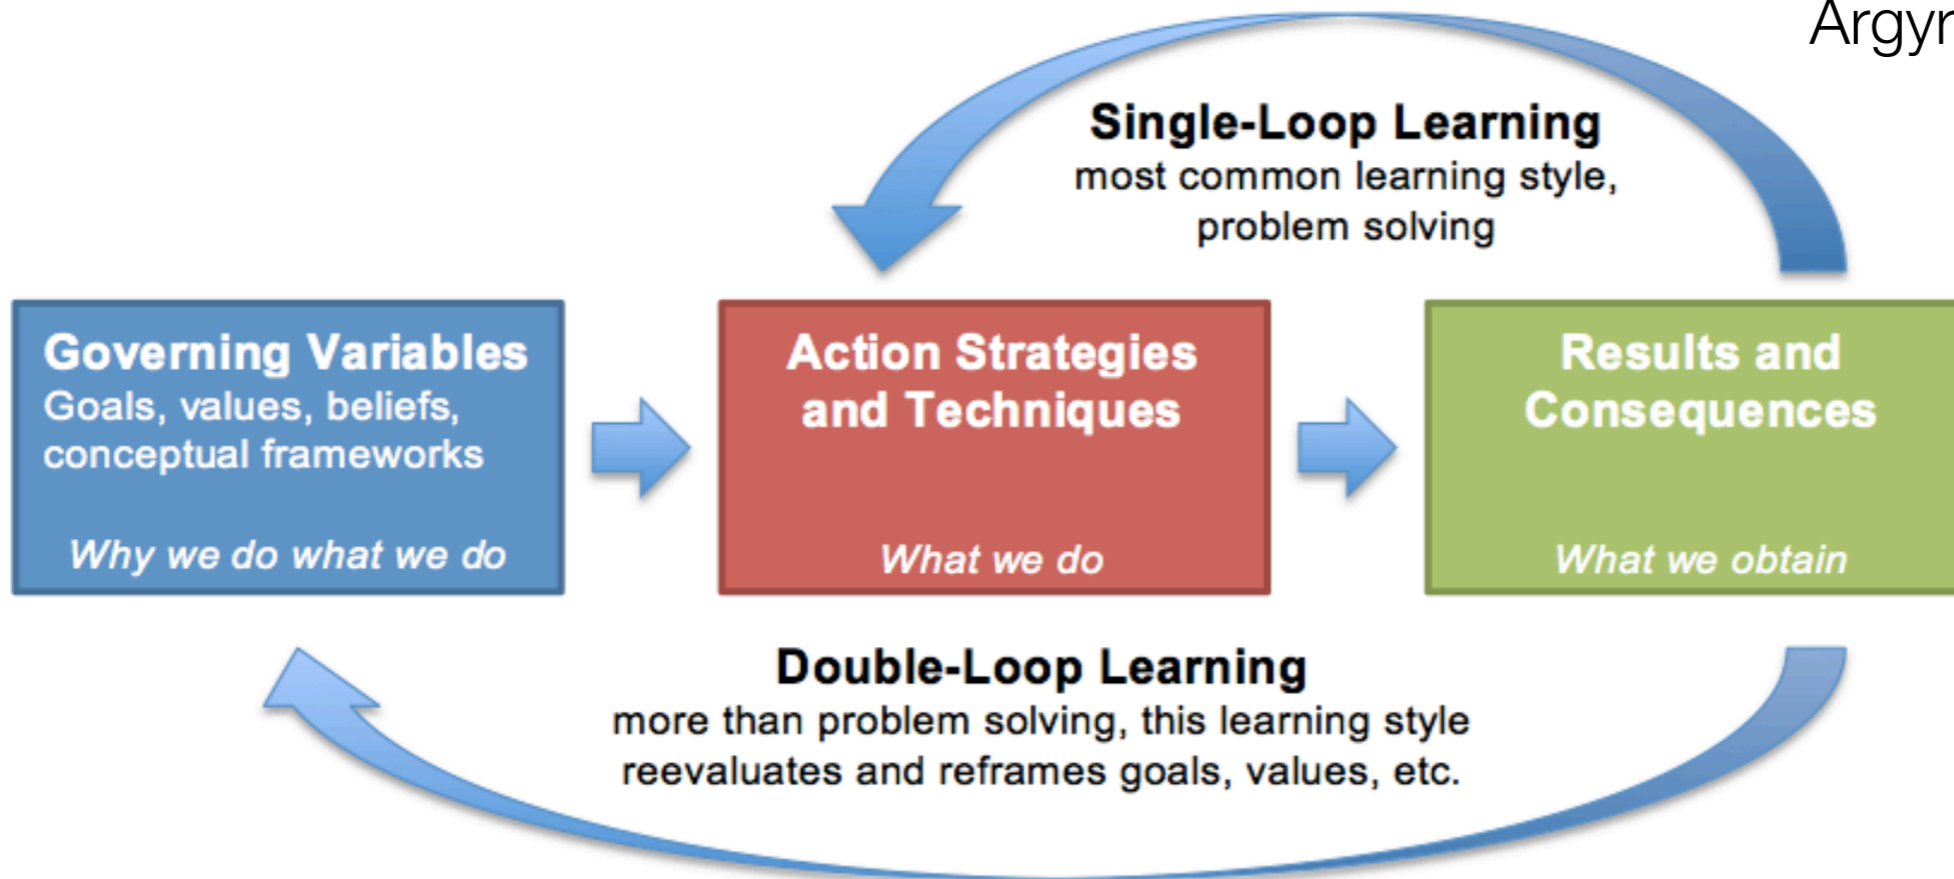 Single-Loop Learning
most common learning style,
problem solving
Governing Variables
Goals, values, beliefs,
conceptual frameworks
Why we do what we do
Action Strategies
and Techniques
What we do
Results and
Consequences
What we obtain
Double-Loop Learning
more than problem solving, this learning style
reevaluates and reframes goals, values, etc.